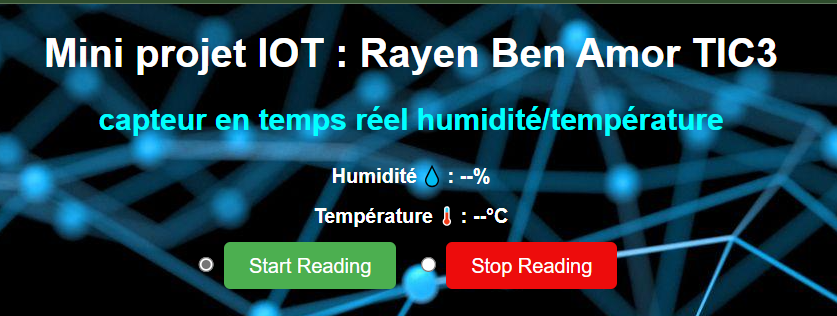 Mini projet IOT : Rayen Ben Amor TIC3
capteur en temps réel humidité/température
Humidité💧 : --%
Température🌡️ : --°C
Start Reading
Stop Reading